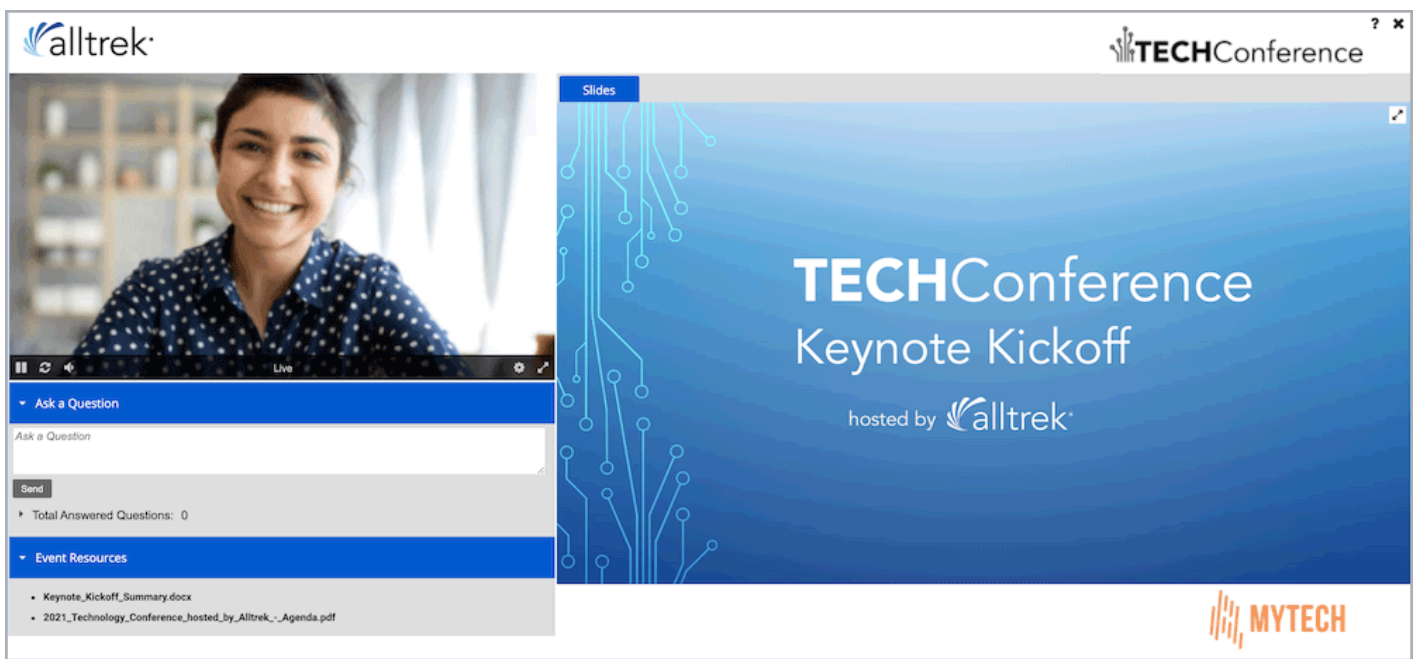 alltrek
TECHConference
?
Slides
TECHConference
Keynote Kickoff
hosted by alltrek
Live
Ask a Question
Ask a Question
Send
Total Answered Questions: 0
Event Resources
Keynote_Kickoff_Summary.docx
2021_Technology_Conference_hosted_by_Alltrek_-_Agenda.pdf
MYTECH